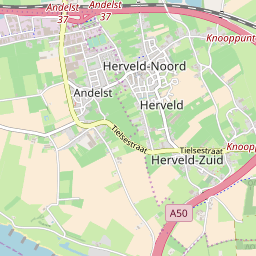 Andelst
37
Andelst
37
Knooppunt
Herveld-Noord
Andelst
Herveld
Tielsestraat
Tielsestraat
Knoop
Herveld-Zuid
A50